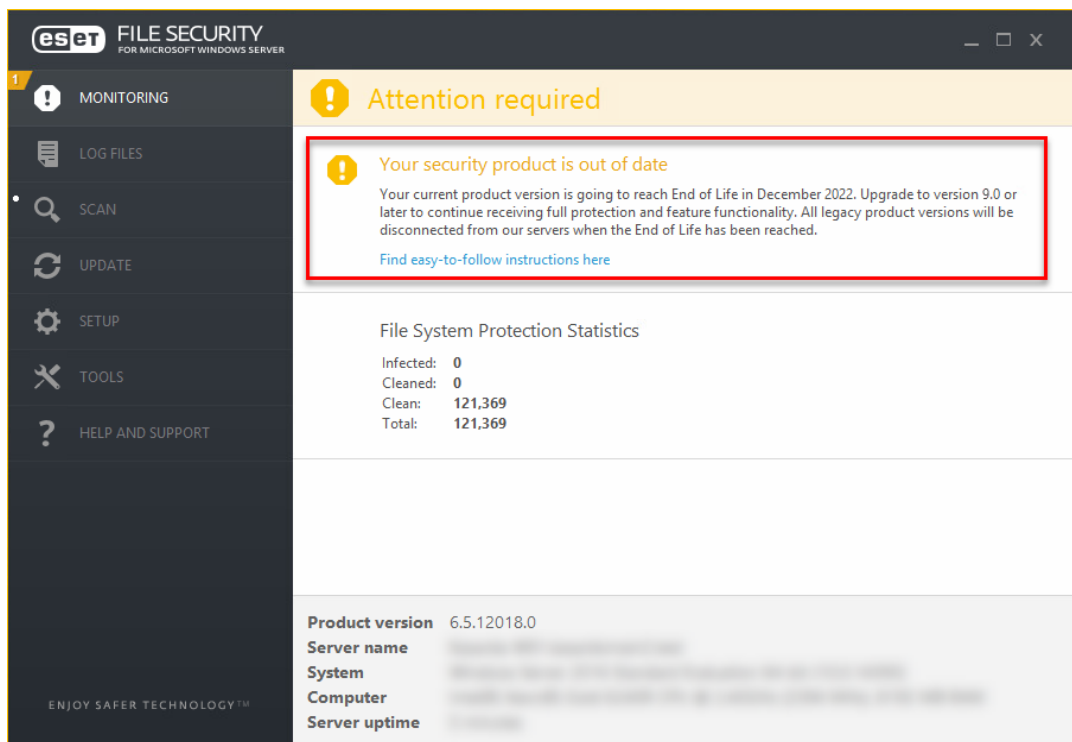 eseT FILE SECURITY
FOR MICROSOFT WINDOWS SERVER
1
MONITORING
LOG FILES
SCAN
UPDATE
SETUP
TOOLS
HELP AND SUPPORT
ENJOY SAFER TECHNOLOGY™
Attention required
Your security product is out of date
Your current product version is going to reach End of Life in December 2022. Upgrade to version 9.0 or
later to continue receiving full protection and feature functionality. All legacy product versions will be
disconnected from our servers when the End of Life has been reached.
Find easy-to-follow instructions here
File System Protection Statistics
Infected: 0
Cleaned: 0
Clean: 121,369
Total: 121,369
Product version 6.5.12018.0
Server name
System
Computer
Server uptime